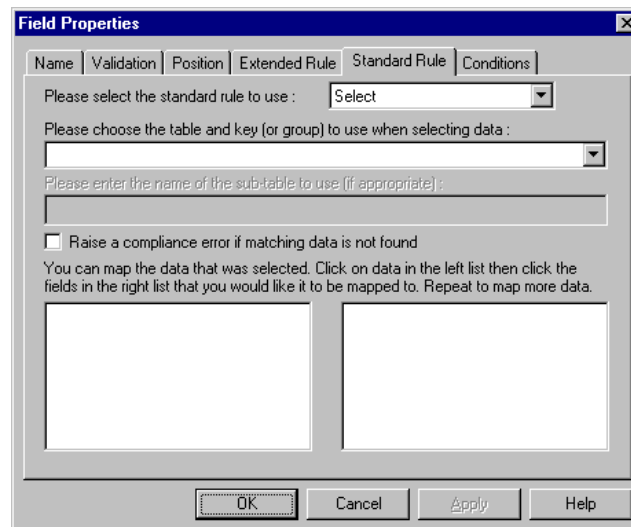 Field Properties
Name Validation Position Extended Rule Standard Rule Conditions
Please select the standard rule to use : Select
Please choose the table and key (or group) to use when selecting data :
Please enter the name of the sub-table to use (if appropriate) :
Raise a compliance error if matching data is not found
You can map the data that was selected. Click on data in the left list then click the
fields in the right list that you would like it to be mapped to. Repeat to map more data.
OK Cancel Apply Help